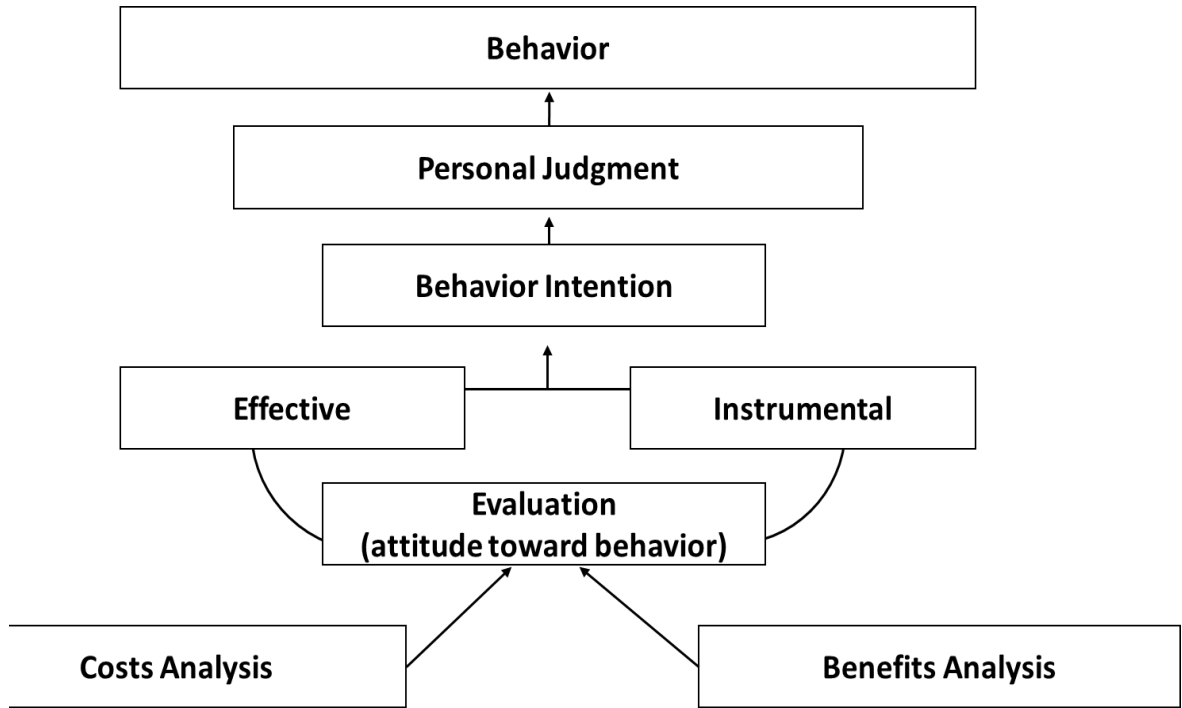 Behavior
Personal Judgment
Behavior Intention
Effective
Instrumental
Evaluation
(attitude toward behavior)
Costs Analysis
Benefits Analysis